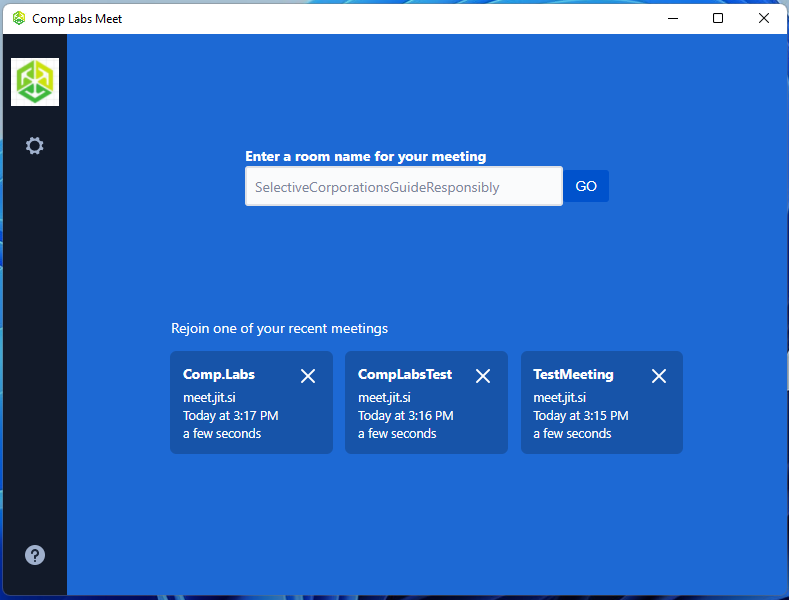 Comp Labs Meet
Enter a room name for your meeting
SelectiveCorporationsGuideResponsibly
GO
Rejoin one of your recent meetings
Comp.Labs
meet.jit.si
Today at 3:17 PM
a few seconds
CompLabsTest
meet.jit.si
Today at 3:16 PM
a few seconds
TestMeeting
meet.jit.si
Today at 3:15 PM
a few seconds
?